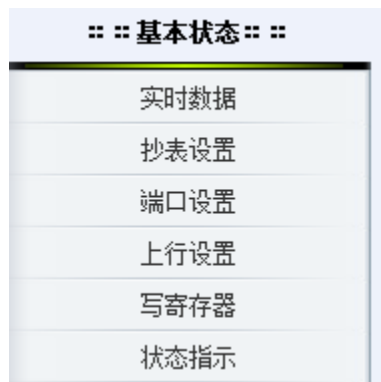 :: :: 基本状态:: ::
实时数据
抄表设置
端口设置
上行设置
写寄存器
状态指示